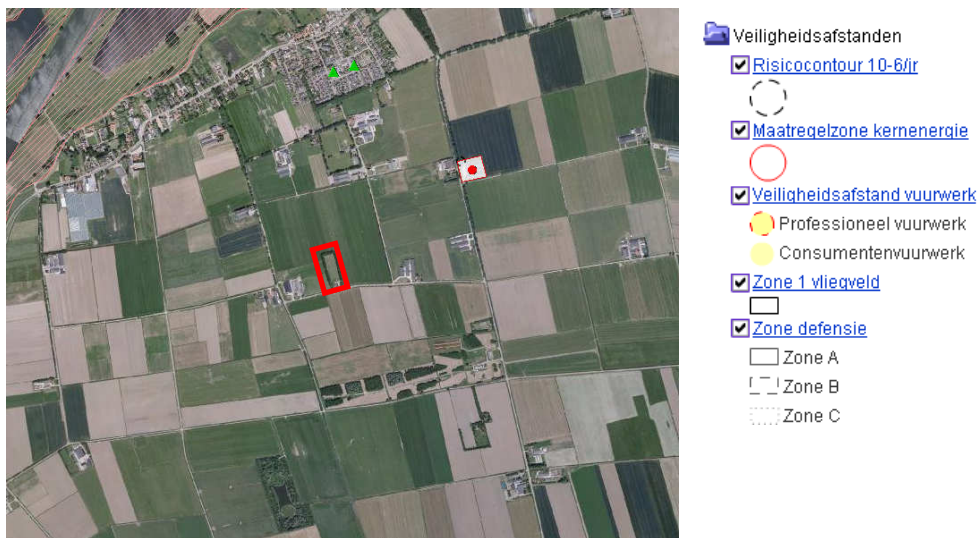 Veiligheidsafstanden
Risicocontour 10-6/jr
Maatregelzone kernenergie
Veiligheidsafstand vuurwerk
Professioneel vuurwerk
Consumentenvuurwerk
Zone 1 vliegveld
Zone defensie
Zone A
Zone B
Zone C